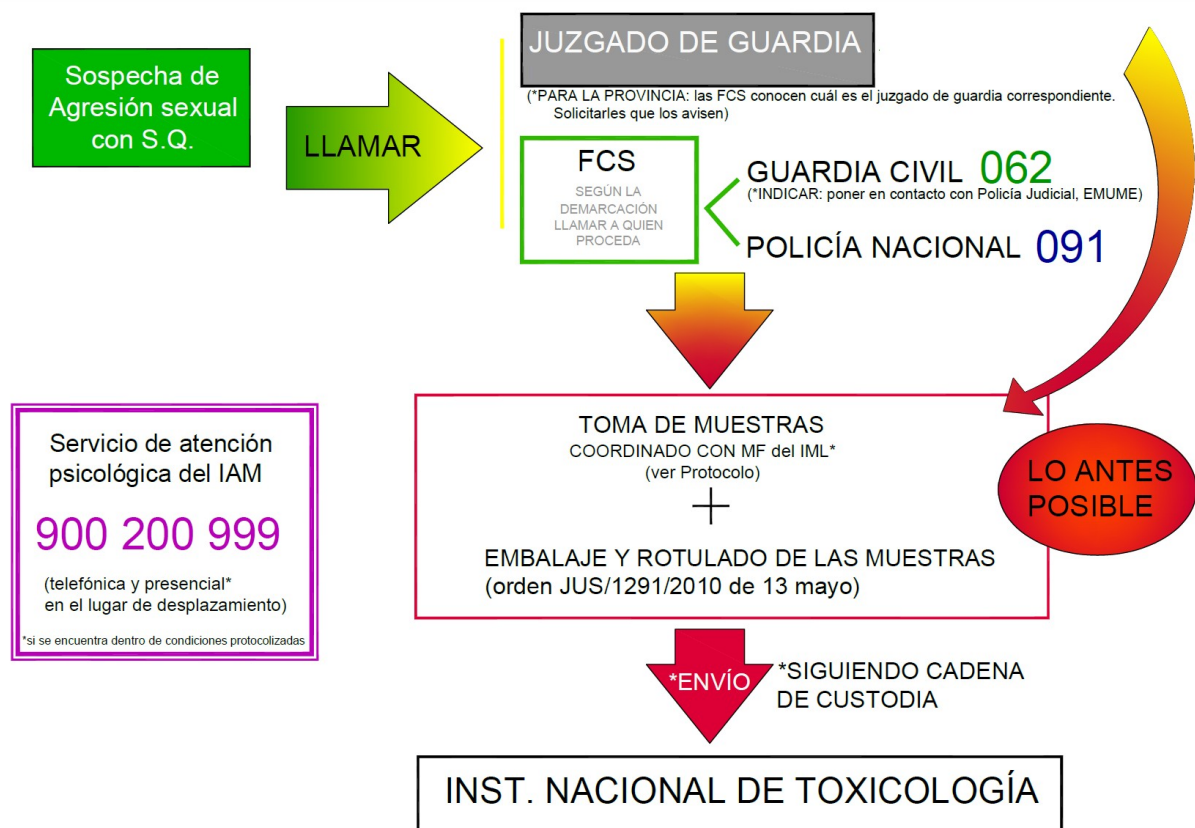 Sospecha de
Agresión sexual
con S.Q.
LLAMAR
JUZGADO DE GUARDIA
(*PARA LA PROVINCIA: las FCS conocen cuál es el juzgado de guardia correspondiente.
Solicitarles que los avisen)
FCS
SEGÚN LA
DEMARCACIÓN
LLAMAR A QUIEN
PROCEDA
GUARDIA CIVIL 062
(*INDICAR: poner en contacto con Policía Judicial, EMUME)
POLICÍA NACIONAL 091
TOMA DE MUESTRAS
COORDINADO CON MF del IML*
(ver Protocolo)
+
EMBALAJE Y ROTULADO DE LAS MUESTRAS
(orden JUS/1291/2010 de 13 mayo)
LO ANTES
POSIBLE
Servicio de atención
psicológica del IAM
900 200 999
(telefónica y presencial*
en el lugar de desplazamiento)
*si se encuentra dentro de condiciones protocolizadas
*ENVÍO
*SIGUIENDO CADENA
DE CUSTODIA
INST. NACIONAL DE TOXICOLOGÍA